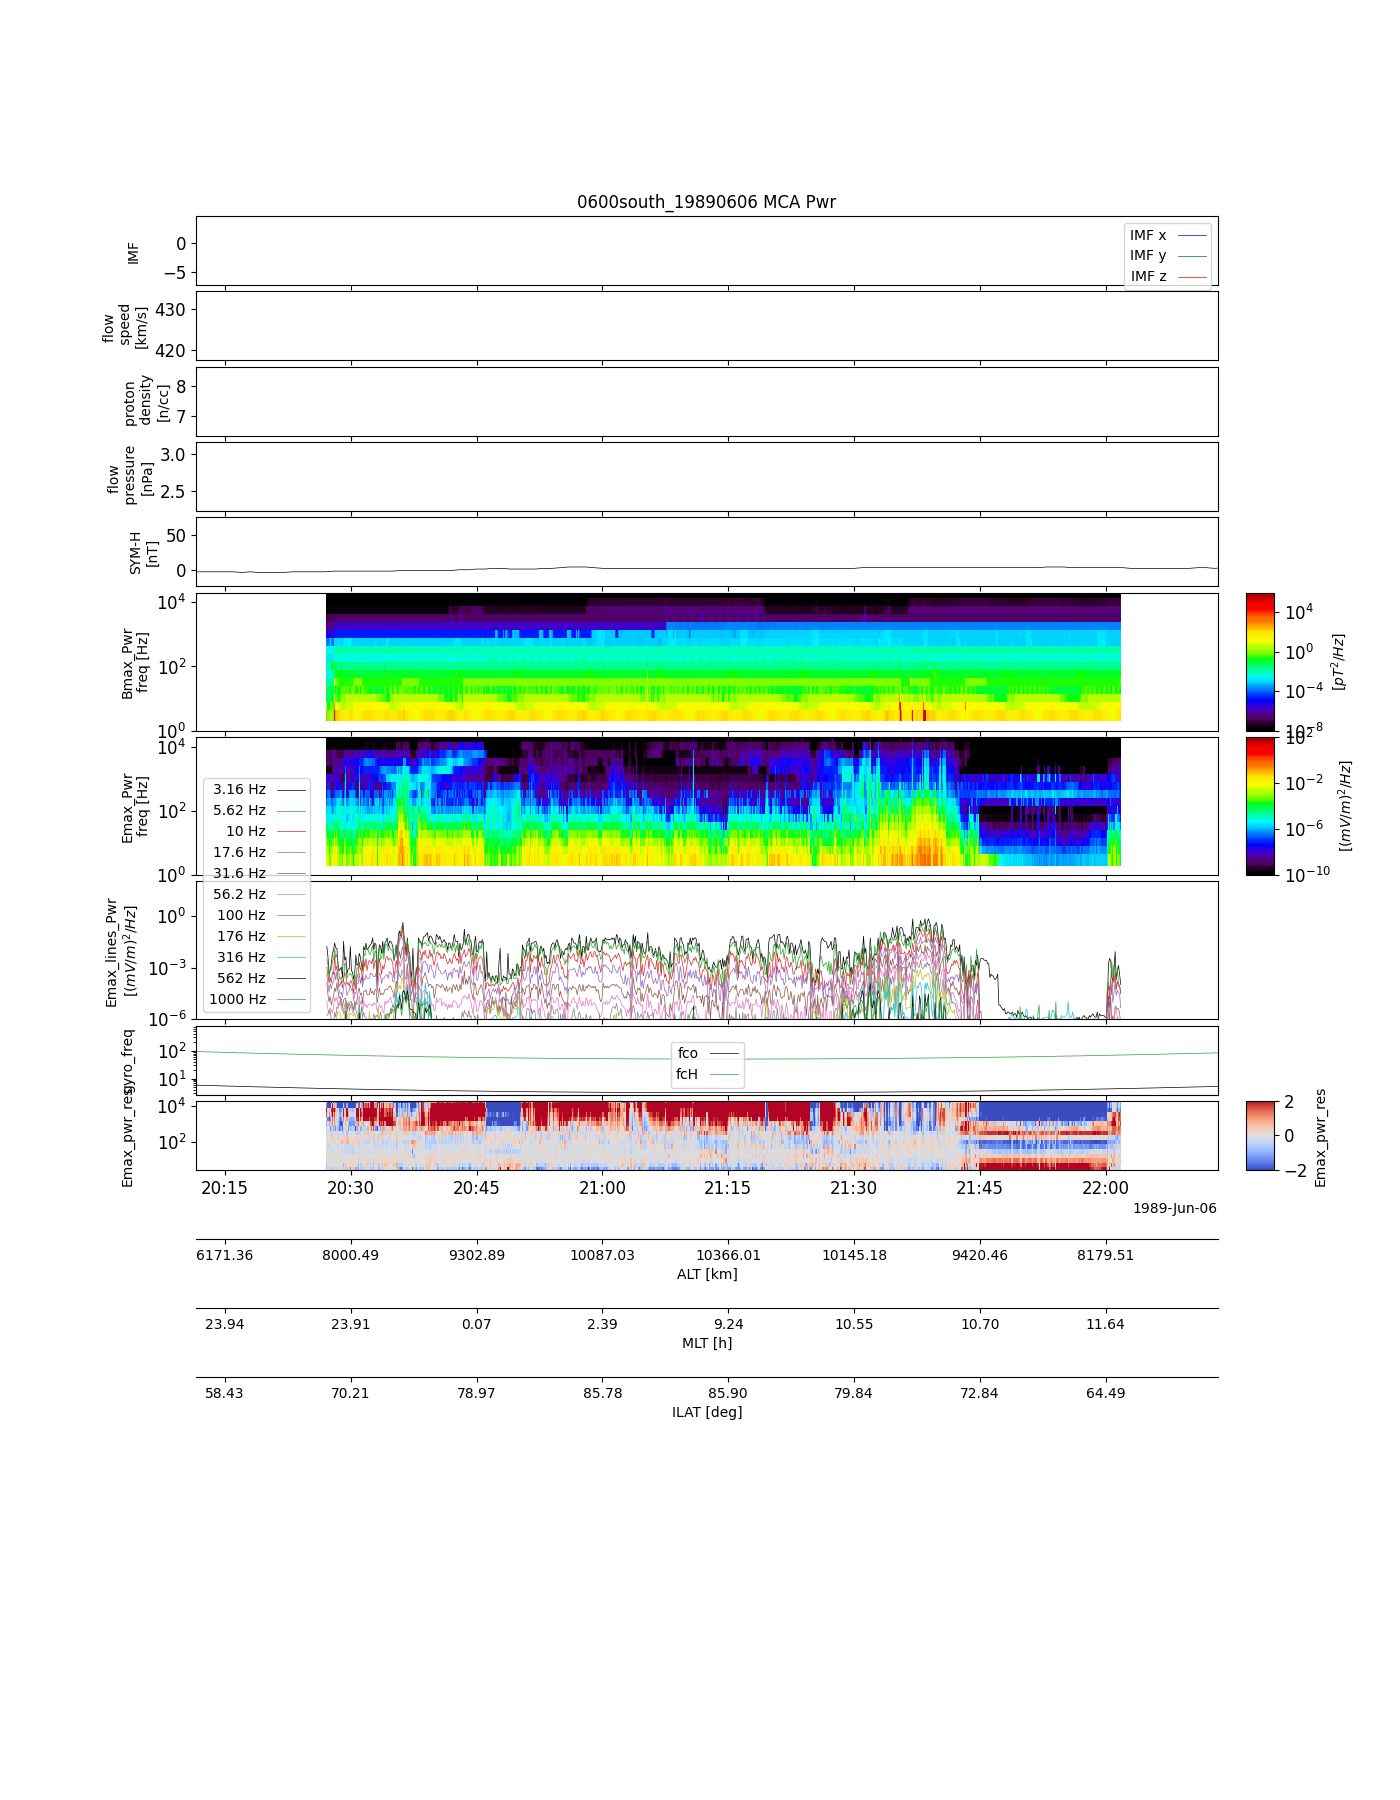 0600south_19890606 MCA Pwr
IMF
0
−5
IMF x
IMF y
IMF z
flow
speed
[km/s]
430
420
proton
density
[n/cc]
8
7
flow
pressure
[nPa]
3.0
2.5
SYM-H
[nT]
50
0
Bmax_Pwr
freq [Hz]
10^4
10^2
10^0
10^4
10^0
10^−4
10^−8
[pT^2/Hz]
Emax_Pwr
freq [Hz]
10^4
10^2
10^0
10^2
10^−2
10^−6
10^−10
[(mV/m)^2/Hz]
3.16 Hz
5.62 Hz
10 Hz
17.6 Hz
31.6 Hz
56.2 Hz
100 Hz
176 Hz
316 Hz
562 Hz
1000 Hz
Emax_lines_Pwr
[(mV/m)^2/Hz]
10^0
10^−3
10^−6
gyro_freq
10^2
10^1
fco
fcH
Emax_pwr_res
10^4
10^2
2
0
−2
Emax_pwr_res
20:15 20:30 20:45 21:00 21:15 21:30 21:45 22:00
1989-Jun-06
6171.36 8000.49 9302.89 10087.03 10366.01 10145.18 9420.46 8179.51
ALT [km]
23.94 23.91 0.07 2.39 9.24 10.55 10.70 11.64
MLT [h]
58.43 70.21 78.97 85.78 85.90 79.84 72.84 64.49
ILAT [deg]